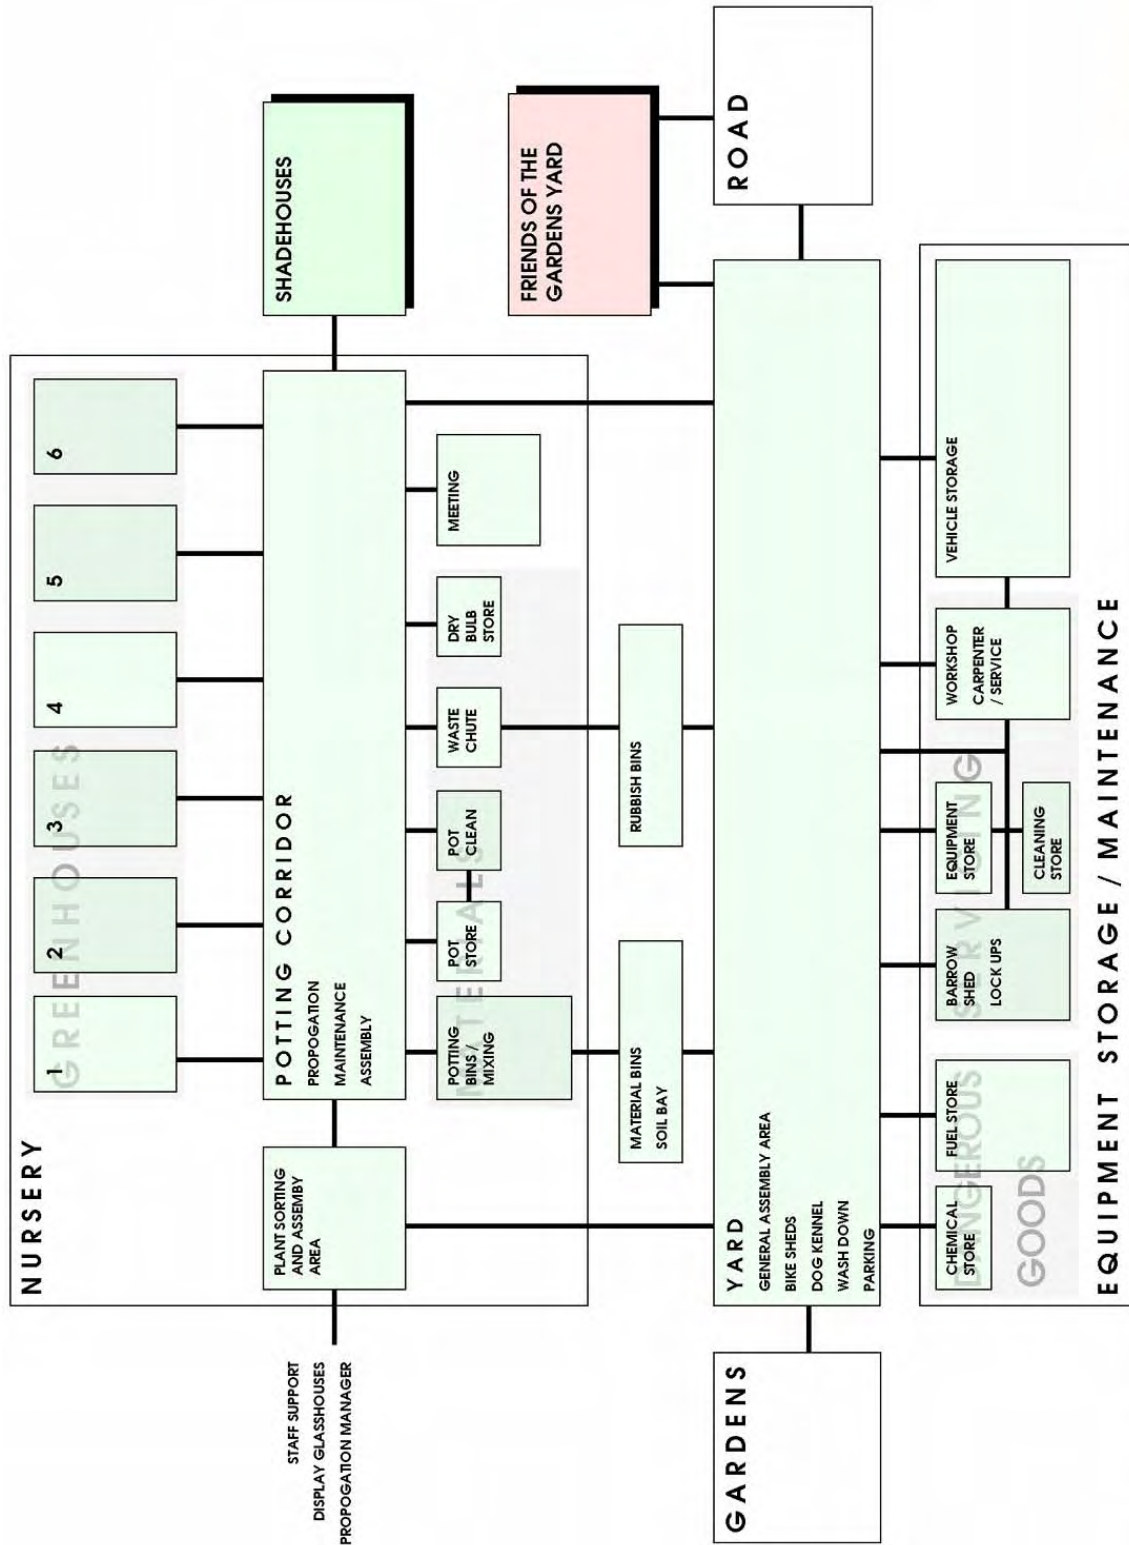 NURSERY
GREENHOUSES
1
2
3
4
5
6
STAFF SUPPORT
DISPLAY GLASSHOUSES
PROPOGATION MANAGER
PLANT SORTING
AND ASSEMBY
AREA
POTTING CORRIDOR
PROPOGATION
MAINTENANCE
ASSEMBLY
SHADEHOUSES
MATERIALS
POTTING
BINS /
MIXING
POT
STORE
POT
CLEAN
WASTE
CHUTE
DRY
BULB
STORE
MEETING
FRIENDS OF THE
GARDENS YARD
MATERIAL BINS
SOIL BAY
RUBBISH BINS
GARDENS
YARD
GENERAL ASSEMBLY AREA
BIKE SHEDS
DOG KENNEL
WASH DOWN
PARKING
ROAD
DANGEROUS
GOODS
CHEMICAL
STORE
FUEL STORE
SERVICING
BARROW
SHED
LOCK UPS
EQUIPMENT
STORE
CLEANING
STORE
WORKSHOP
CARPENTER
/ SERVICE
VEHICLE STORAGE
EQUIPMENT STORAGE / MAINTENANCE